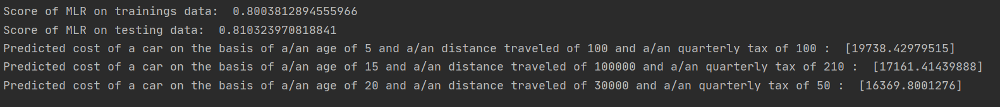 Score of MLR on trainings data:  0.8003812894555966
Score of MLR on testing data:  0.810323970818841
Predicted cost of a car on the basis of a/an age of 5 and a/an distance traveled of 100 and a/an quarterly tax of 100 :  [19738.42979515]
Predicted cost of a car on the basis of a/an age of 15 and a/an distance traveled of 100000 and a/an quarterly tax of 210 :  [17161.41439888]
Predicted cost of a car on the basis of a/an age of 20 and a/an distance traveled of 30000 and a/an quarterly tax of 50 :  [16369.8001276]